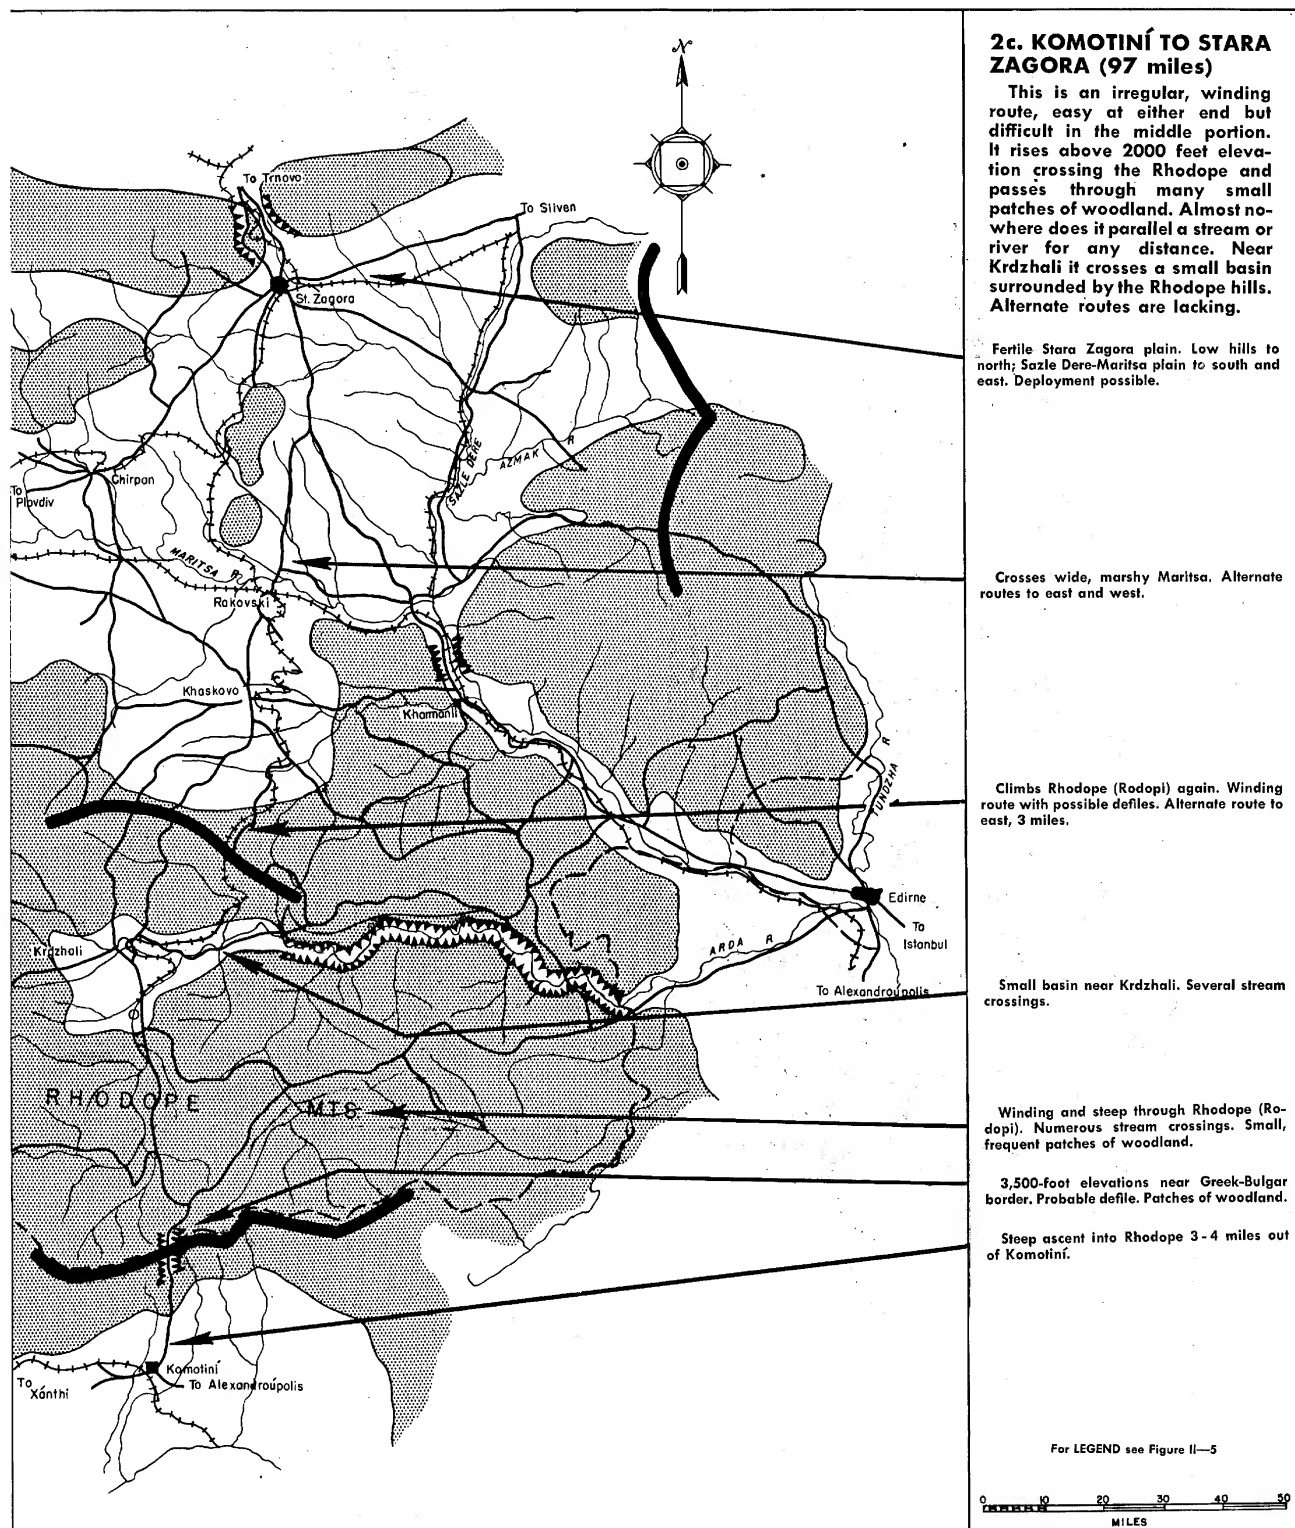 2c. KOMOTINÍ TO STARA
ZAGORA (97 miles)
This is an irregular, winding
route, easy at either end but
difficult in the middle portion.
It rises above 2000 feet eleva-
tion crossing the Rhodope and
passes through many small
patches of woodland. Almost no-
where does it parallel a stream or
river for any distance. Near
Krdzhali it crosses a small basin
surrounded by the Rhodope hills.
Alternate routes are lacking.
Fertile Stara Zagora plain. Low hills to
north; Sazle Dere-Maritsa plain to south and
east. Deployment possible.
Crosses wide, marshy Maritsa. Alternate
routes to east and west.
Climbs Rhodope (Rodopi) again. Winding
route with possible defiles. Alternate route to
east, 3 miles.
Small basin near Krdzhali. Several stream
crossings.
Winding and steep through Rhodope (Ro-
dopi). Numerous stream crossings. Small,
frequent patches of woodland.
3,500-foot elevations near Greek-Bulgar
border. Probable defile. Patches of woodland.
Steep ascent into Rhodope 3-4 miles out
of Komotiní.
For LEGEND see Figure II—5
0 10 20 30 40 50
MILES
N
To Trnovo
To Sliven
St. Zagora
SAZLE DERE
AZMAK R
Chirpan
To
Plovdiv
MARITSA R
Rakovski
Khaskovo
Kharmanli
TUNDZHA R
Edirne
To
Istanbul
ARDA R
To Alexandroúpolis
Krdzhali
RHODOPE MTS
Komotiní
To
Xánthi
To Alexandroúpolis